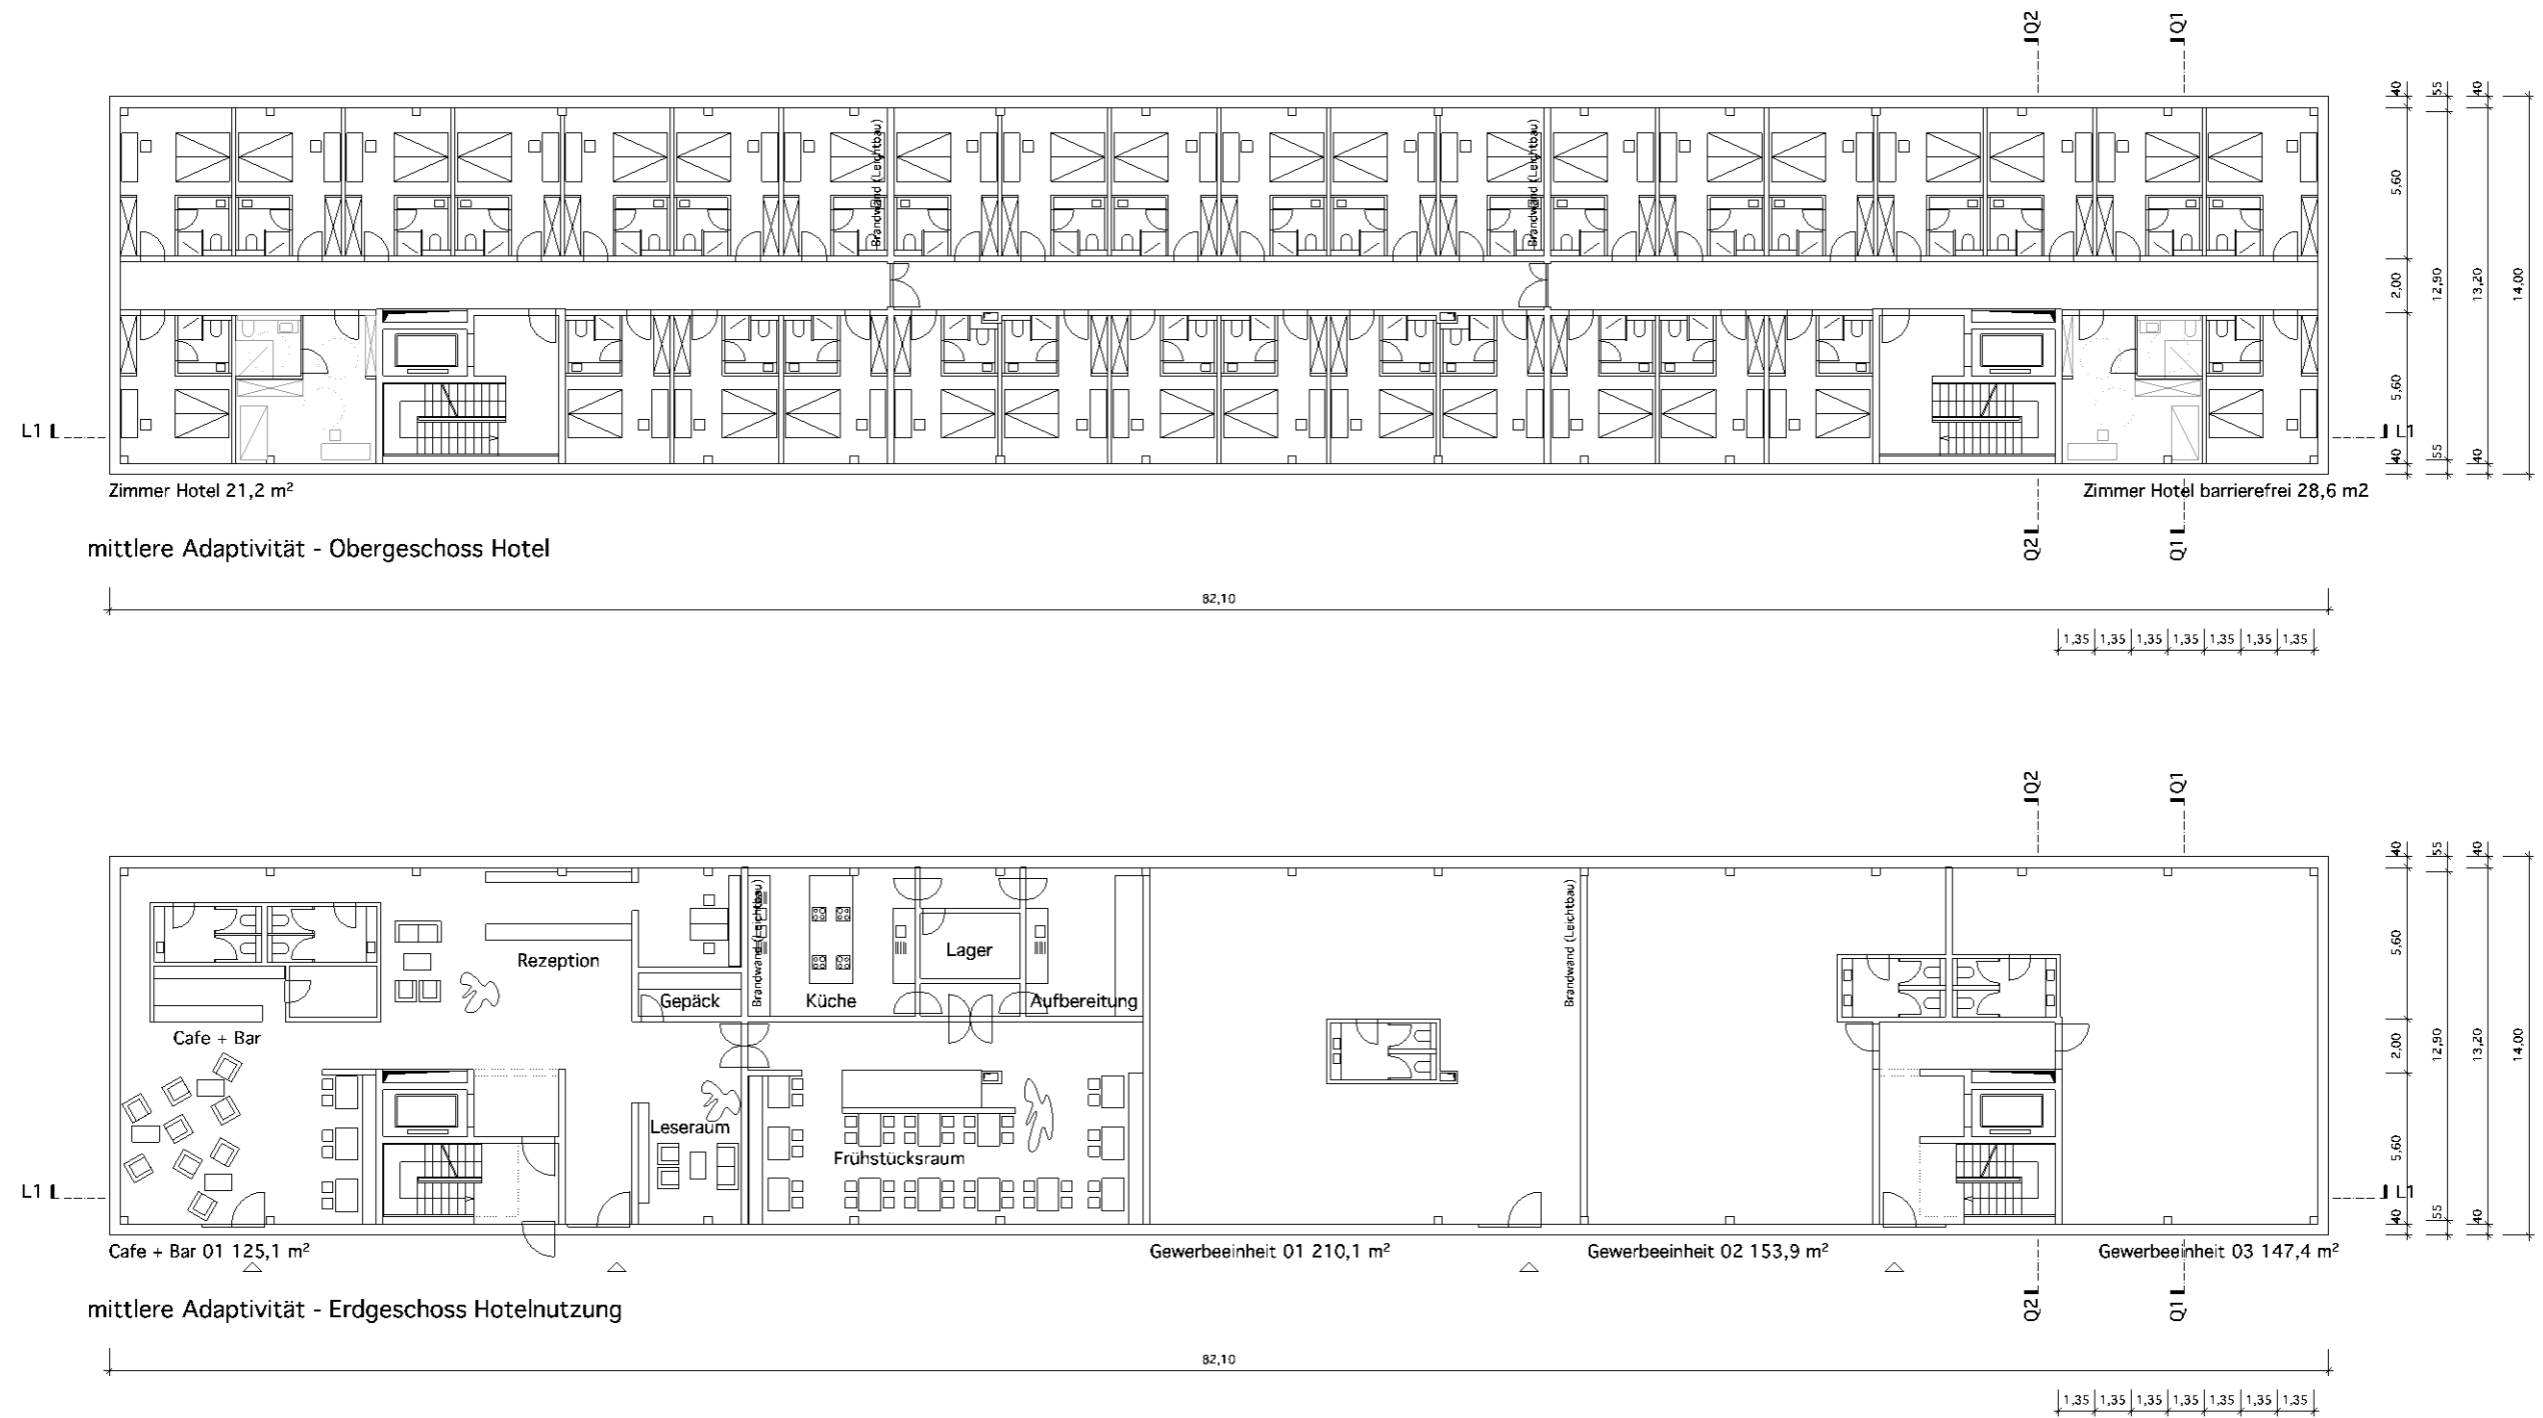 Q2
Q1
Brandwand (Leichtbau)
Brandwand (Leichtbau)
40
5,60
2,00
5,60
40
55
12,90
55
40
13,20
40
14,00
L1
L1
Zimmer Hotel 21,2 m²
Zimmer Hotel barrierefrei 28,6 m2
Q2
Q1
mittlere Adaptivität - Obergeschoss Hotel
82,10
1,35 1,35 1,35 1,35 1,35 1,35 1,35
Q2
Q1
Brandwand (Leichtbau)
Brandwand (Leichtbau)
Rezeption
Lager
Gepäck
Küche
Aufbereitung
Cafe + Bar
Leseraum
Frühstücksraum
40
5,60
2,00
5,60
40
55
12,90
55
40
13,20
40
14,00
L1
L1
Cafe + Bar 01 125,1 m²
Gewerbeeinheit 01 210,1 m²
Gewerbeeinheit 02 153,9 m²
Gewerbeeinheit 03 147,4 m²
Q2
Q1
mittlere Adaptivität - Erdgeschoss Hotelnutzung
82,10
1,35 1,35 1,35 1,35 1,35 1,35 1,35